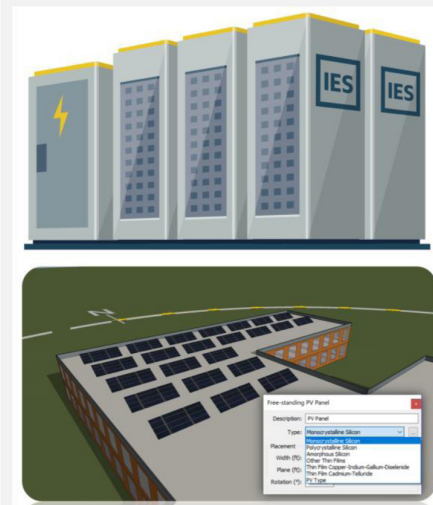 IES
IES
N
Free-standing PV Panel
Description: PV Panel
Type: Monocrystalline Silicon
Monocrystalline Silicon
Polycrystalline Silicon
Amorphous Silicon
Other Thin Films
Thin Film Copper-Indium-Gallium-Diselenide
Thin Film Cadmium-Telluride
PV Type
Placement
Width (ft):
Plane (ft):
Rotation (°):